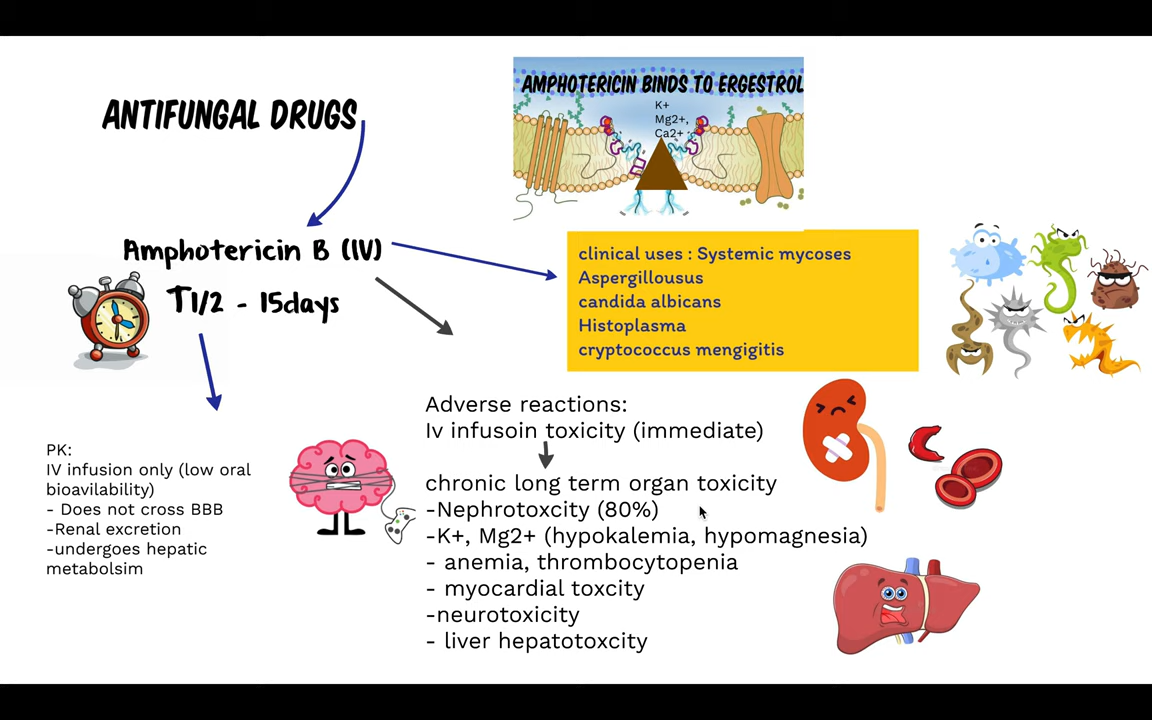 AMPHOTERICIN BINDS TO ERGESTROL
K+
Mg2+,
Ca2+
ANTIFUNGAL DRUGS
Amphotericin B (IV)
T1/2 - 15days
clinical uses : Systemic mycoses
Aspergillousus
candida albicans
Histoplasma
cryptococcus mengigitis
Adverse reactions:
Iv infusoin toxicity (immediate)
chronic long term organ toxicity
-Nephrotoxcity (80%)
-K+, Mg2+ (hypokalemia, hypomagnesia)
- anemia, thrombocytopenia
- myocardial toxcity
-neurotoxicity
- liver hepatotoxcity
PK:
IV infusion only (low oral
bioavilability)
- Does not cross BBB
-Renal excretion
-undergoes hepatic
metabolsim